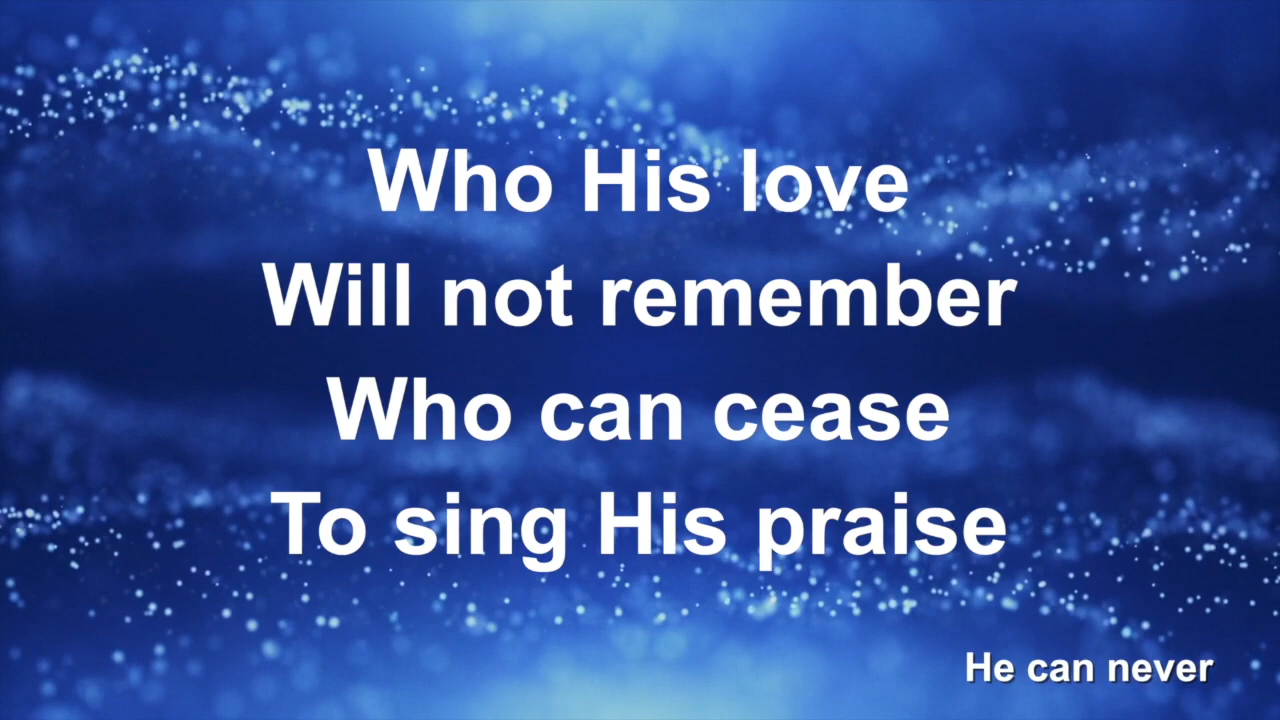 Who His love
Will not remember
Who can cease
To sing His praise
He can never